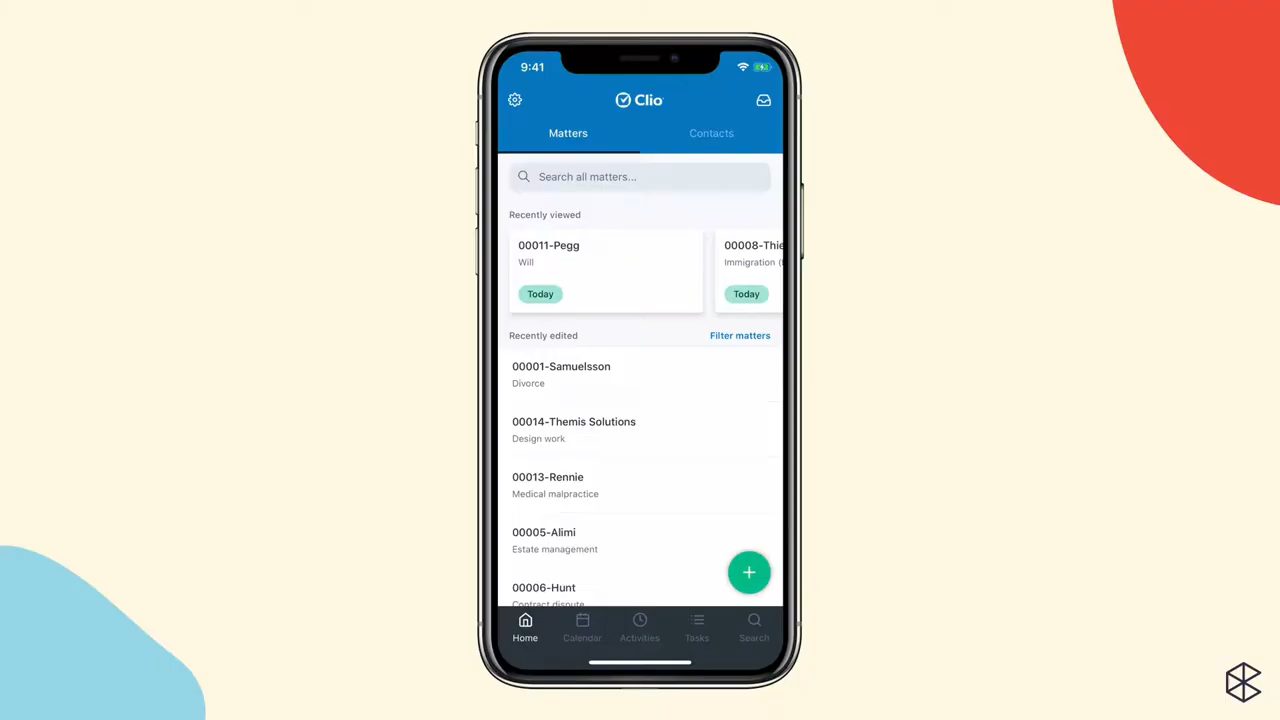 9:41
Clio
Matters
Contacts
Search all matters...
Recently viewed
00011-Pegg
Will
Today
00008-Thie
Immigration (
Today
Recently edited
Filter matters
00001-Samuelsson
Divorce
00014-Themis Solutions
Design work
00013-Rennie
Medical malpractice
00005-Alimi
Estate management
00006-Hunt
Contract dispute
Home
Calendar
Activities
Tasks
Search